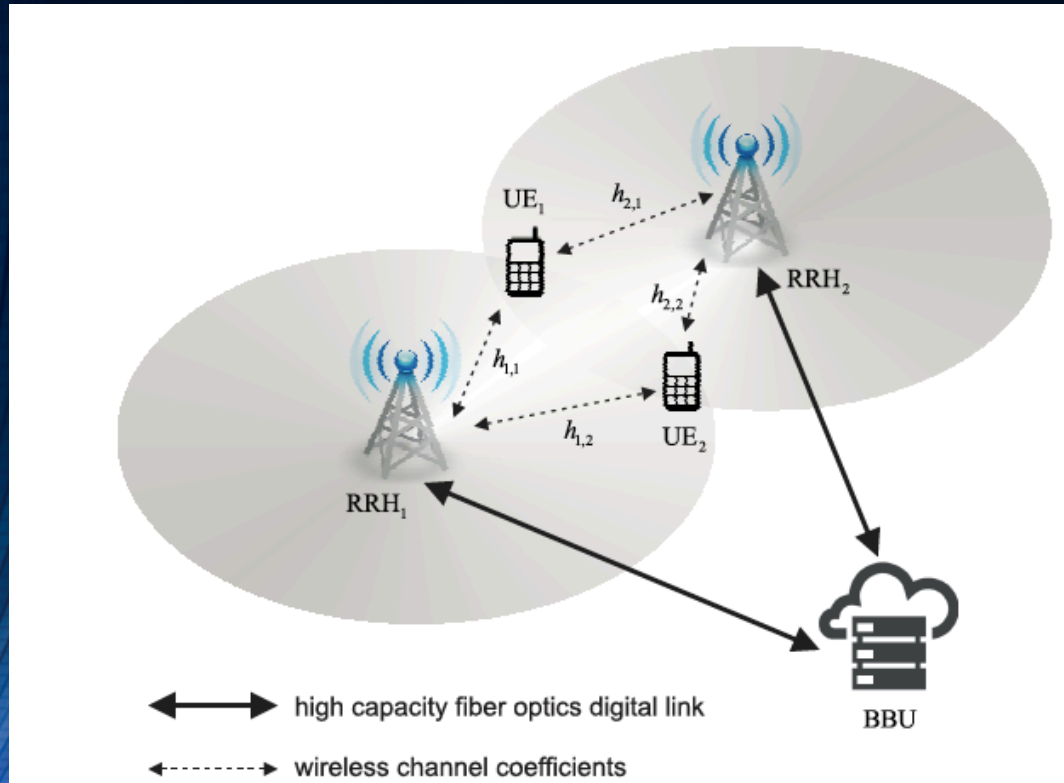 UE₁
h₂,₁
RRH₂
h₂,₂
h₁,₁
h₁,₂
UE₂
RRH₁
BBU
high capacity fiber optics digital link
wireless channel coefficients